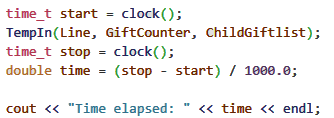 time_t start = clock();
TempIn(Line, GiftCounter, ChildGiftlist);
time_t stop = clock();
double time = (stop - start) / 1000.0;
cout << "Time elapsed: " << time << endl;